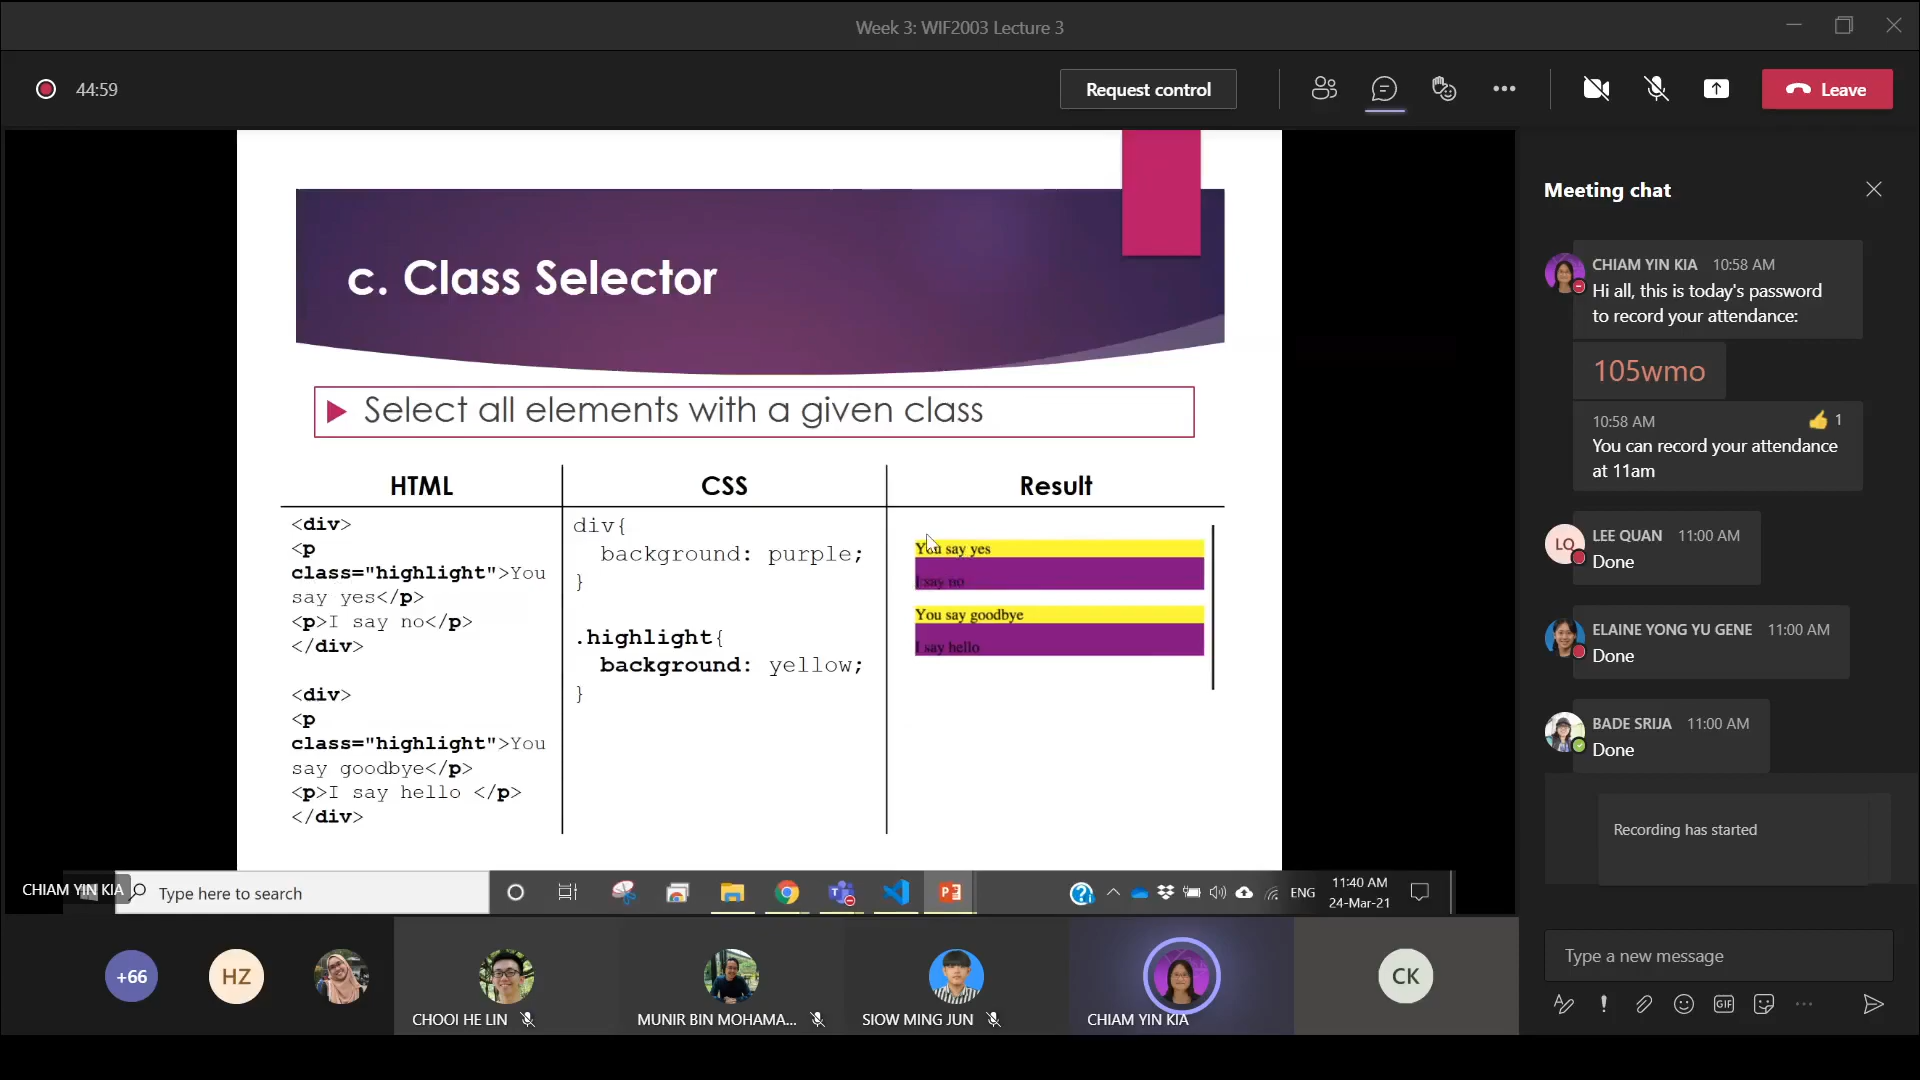 Week 3: WIF2003 Lecture 3
44:59
Request control
Leave
c. Class Selector
Select all elements with a given class
HTML
CSS
Result
<div>
<p
class="highlight">You
say yes</p>
<p>I say no</p>
</div>
<div>
<p
class="highlight">You
say goodbye</p>
<p>I say hello </p>
</div>
div{
background: purple;
}
.highlight{
background: yellow;
}
You say yes
I say no
You say goodbye
I say hello
Meeting chat
CHIAM YIN KIA 10:58 AM
Hi all, this is today's password
to record your attendance:
105wmo
10:58 AM 1
You can record your attendance
at 11am
LQ
LEE QUAN 11:00 AM
Done
ELAINE YONG YU GENE 11:00 AM
Done
BADE SRIJA 11:00 AM
Done
Recording has started
Type a new message
GIF
CHIAM YIN KIA
Type here to search
ENG
11:40 AM
24-Mar-21
+66
HZ
CHOOI HE LIN
MUNIR BIN MOHAMA...
SIOW MING JUN
CHIAM YIN KIA
CK